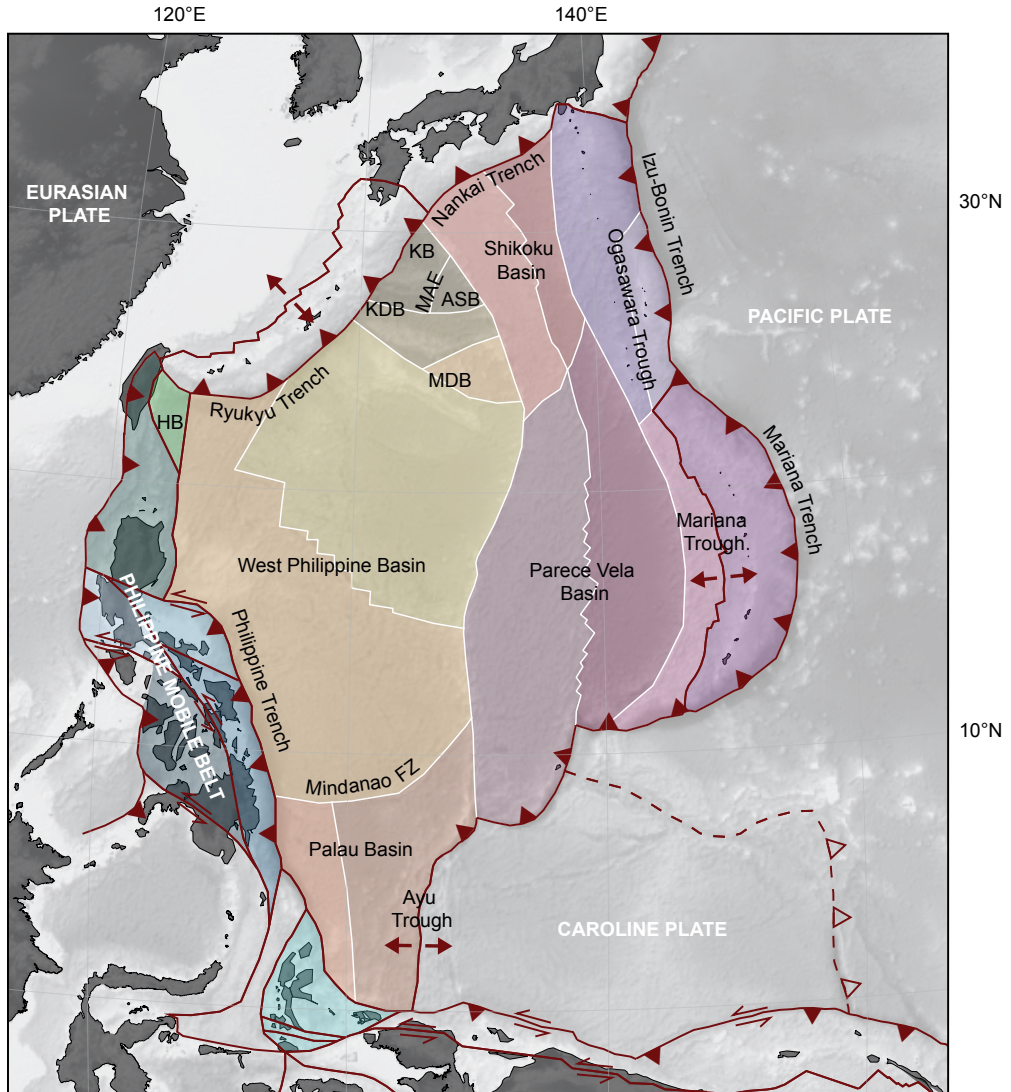 120°E
140°E
30°N
10°N
EURASIAN
PLATE
Nankai Trench
Izu-Bonin Trench
KB
MAE
ASB
KDB
Shikoku
Basin
Ogasawara Trough
PACIFIC PLATE
MDB
Ryukyu Trench
HB
Mariana Trench
Mariana
Trough
West Philippine Basin
Parece Vela
Basin
PHILIPPINE MOBILE BELT
Philippine Trench
Mindanao FZ
Palau Basin
Ayu
Trough
CAROLINE PLATE